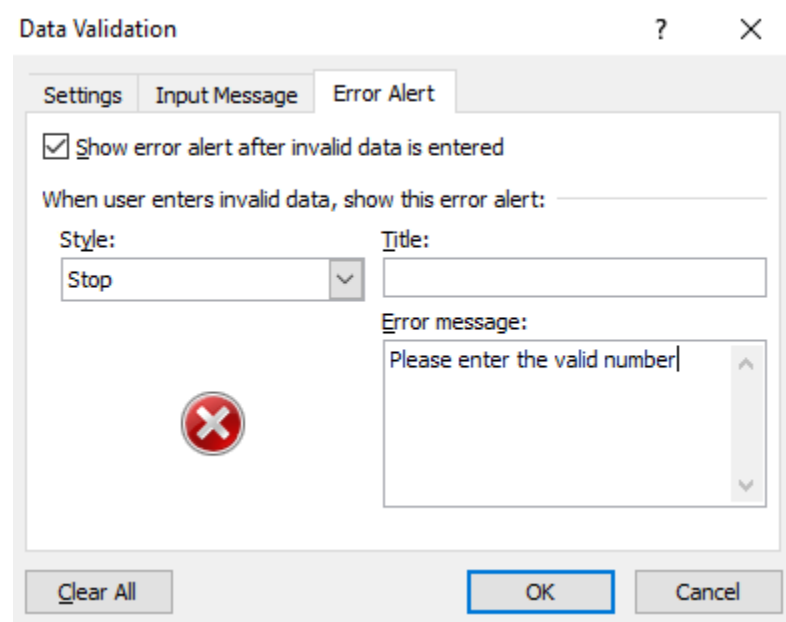 Data Validation ? ×
Settings Input Message Error Alert
Show error alert after invalid data is entered
When user enters invalid data, show this error alert:
Style: Title:
Stop
Error message:
Please enter the valid number
Clear All OK Cancel